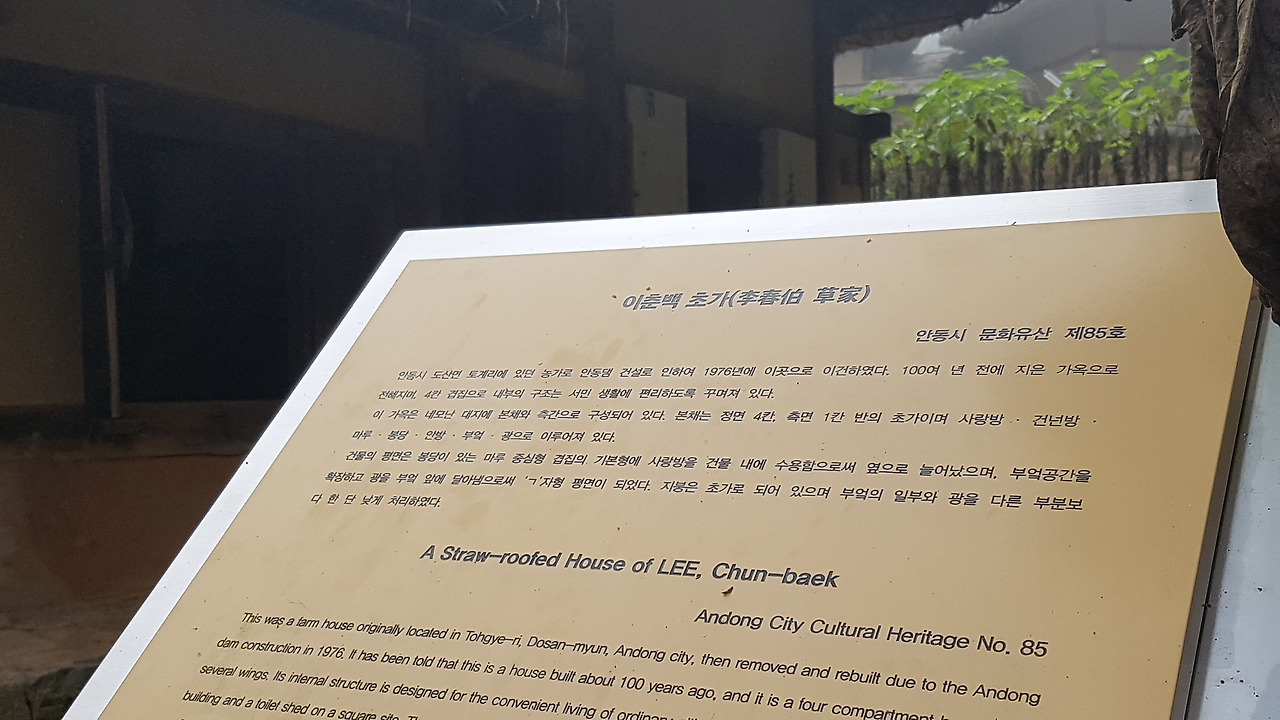 이춘백 초가(李春伯 草家)
안동시 문화유산 제85호
안동시 도산면 토계리에 있던 농가로 안동댐 건설로 인하여 1976년에 이곳으로 이건하였다. 100여 년 전에 지은 가옥으로
전해지며, 4칸 겹집으로 내부의 구조는 서민 생활에 편리하도록 꾸며져 있다.
이 가옥은 네모난 대지에 본채와 측간으로 구성되어 있다. 본채는 정면 4칸, 측면 1칸 반의 초가이며 사랑방 · 건넌방 ·
마루 · 봉당 · 안방 · 부엌 · 광으로 이루어져 있다.
건물의 평면은 봉당이 있는 마루 중심형 겹집의 기본형에 사랑방을 건물 내에 수용함으로써 옆으로 늘어났으며, 부엌공간을
확장하고 광을 부엌 앞에 달아냄으로써 'ㄱ'자형 평면이 되었다. 지붕은 초가로 되어 있으며 부엌의 일부와 광을 다른 부분보
다 한 단 낮게 처리하였다.
A Straw-roofed House of LEE, Chun-baek
Andong City Cultural Heritage No. 85
This was a farm house originally located in Tohgye-ri, Dosan-myun, Andong city, then removed and rebuilt due to the Andong
dam construction in 1976. It has been told that this is a house built about 100 years ago, and it is a four compartment
several wings. Its internal structure is designed for the convenient living of
building and a toilet shed on a square site.